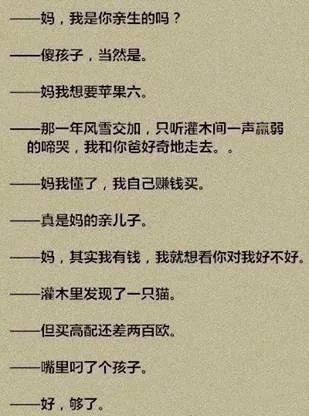 ——妈，我是你亲生的吗？
——傻孩子，当然是。
——妈我想要苹果六。
——那一年风雪交加，只听灌木间一声羸弱
的啼哭，我和你爸好奇地走去。。
——妈我懂了，我自己赚钱买。
——真是妈的亲儿子。
——妈，其实我有钱，我就想看你对我好不好。
——灌木里发现了一只猫。
——但买高配还差两百欧。
——嘴里叼了个孩子。
——好，够了。